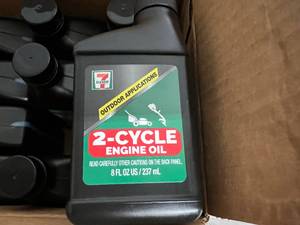 7
ELEVEN
OUTDOOR APPLICATIONS
2-CYCLE
ENGINE OIL
READ CAREFULLY OTHER CAUTIONS ON THE BACK PANEL.
8 FL OZ US / 237 mL